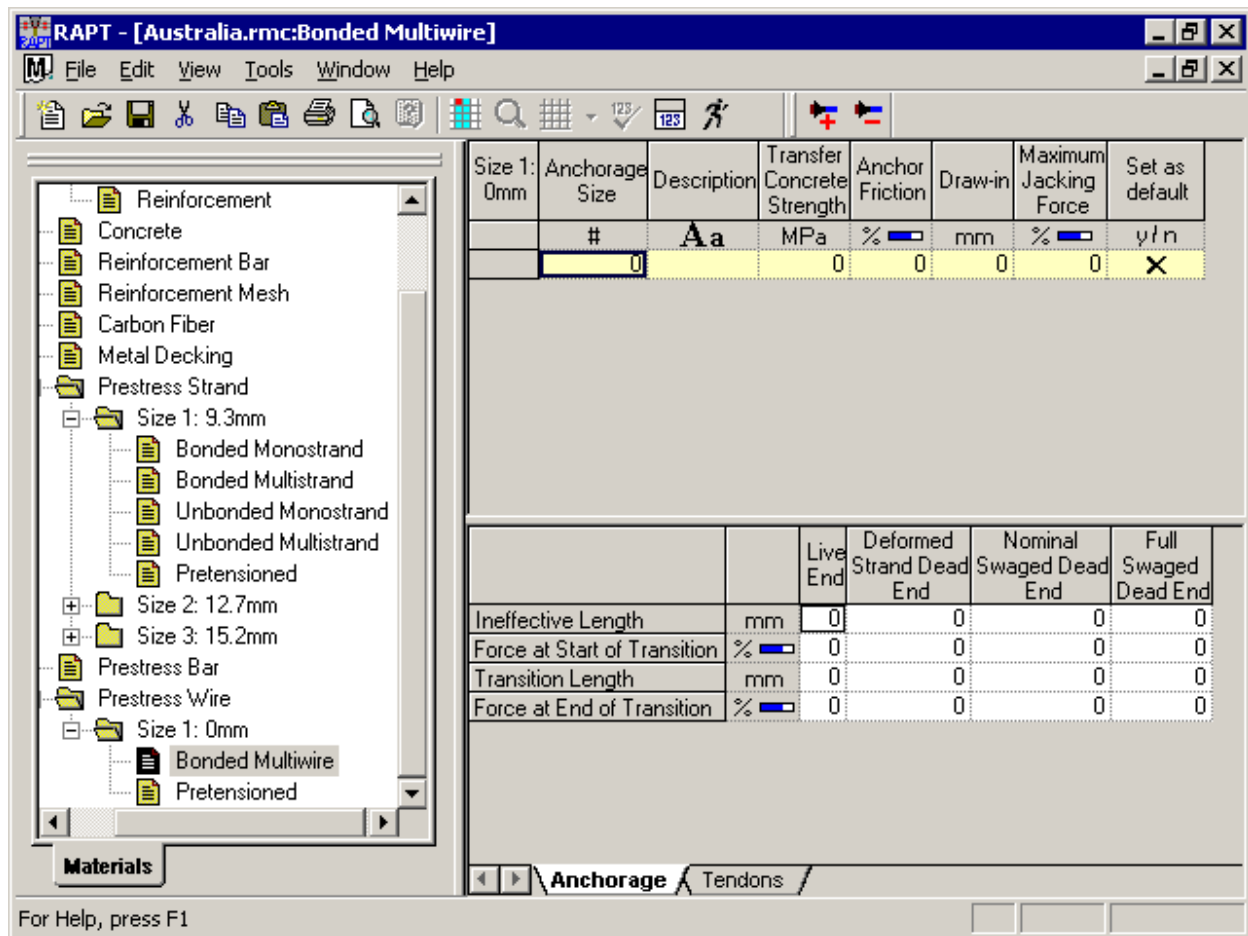 RAPT - [Australia.rmc:Bonded Multiwire]
File Edit View Tools Window Help
Reinforcement
Concrete
Reinforcement Bar
Reinforcement Mesh
Carbon Fiber
Metal Decking
Prestress Strand
Size 1: 9.3mm
Bonded Monostrand
Bonded Multistrand
Unbonded Monostrand
Unbonded Multistrand
Pretensioned
Size 2: 12.7mm
Size 3: 15.2mm
Prestress Bar
Prestress Wire
Size 1: 0mm
Bonded Multiwire
Pretensioned
Materials
Size 1: 0mm Anchorage Size Description Transfer Concrete Strength Anchor Friction Draw-in Maximum Jacking Force Set as default
# Aa MPa % mm % y/n
0 0 0 0 0
Live End Deformed Strand Dead End Nominal Swaged Dead End Full Swaged Dead End
Ineffective Length mm 0 0 0 0
Force at Start of Transition % 0 0 0 0
Transition Length mm 0 0 0 0
Force at End of Transition % 0 0 0 0
Anchorage Tendons
For Help, press F1